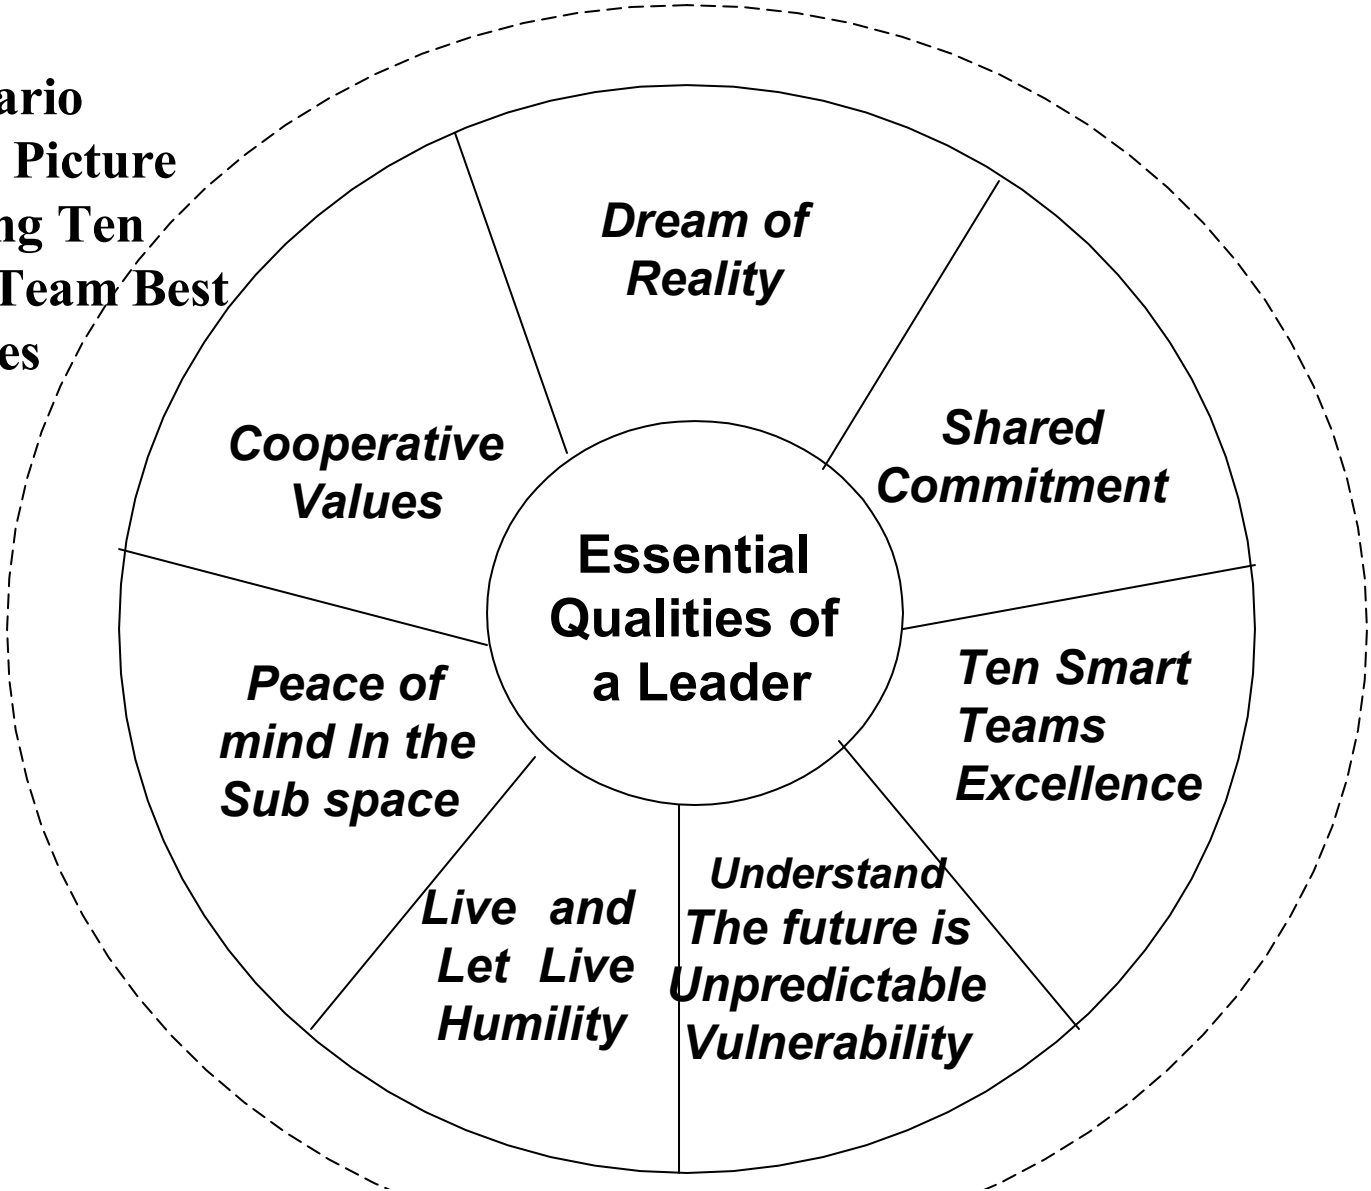 ario
Picture
ng Ten
Team Best
es
Dream of
Reality
Shared
Commitment
Ten Smart
Teams
Excellence
Understand
The future is
Unpredictable
Vulnerability
Live and
Let Live
Humility
Peace of
mind In the
Sub space
Cooperative
Values
Essential
Qualities of
a Leader